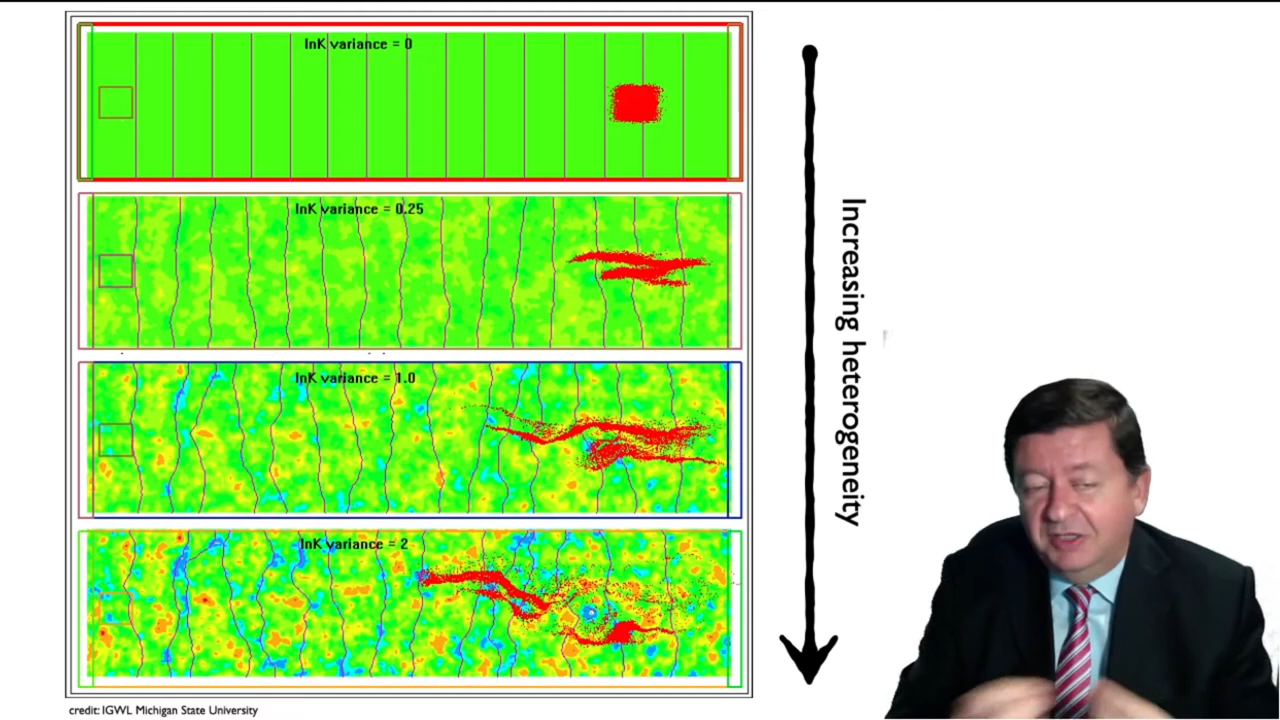 lnK variance = 0
lnK variance = 0.25
lnK variance = 1.0
lnK variance = 2
Increasing heterogeneity
credit: IGWL Michigan State University